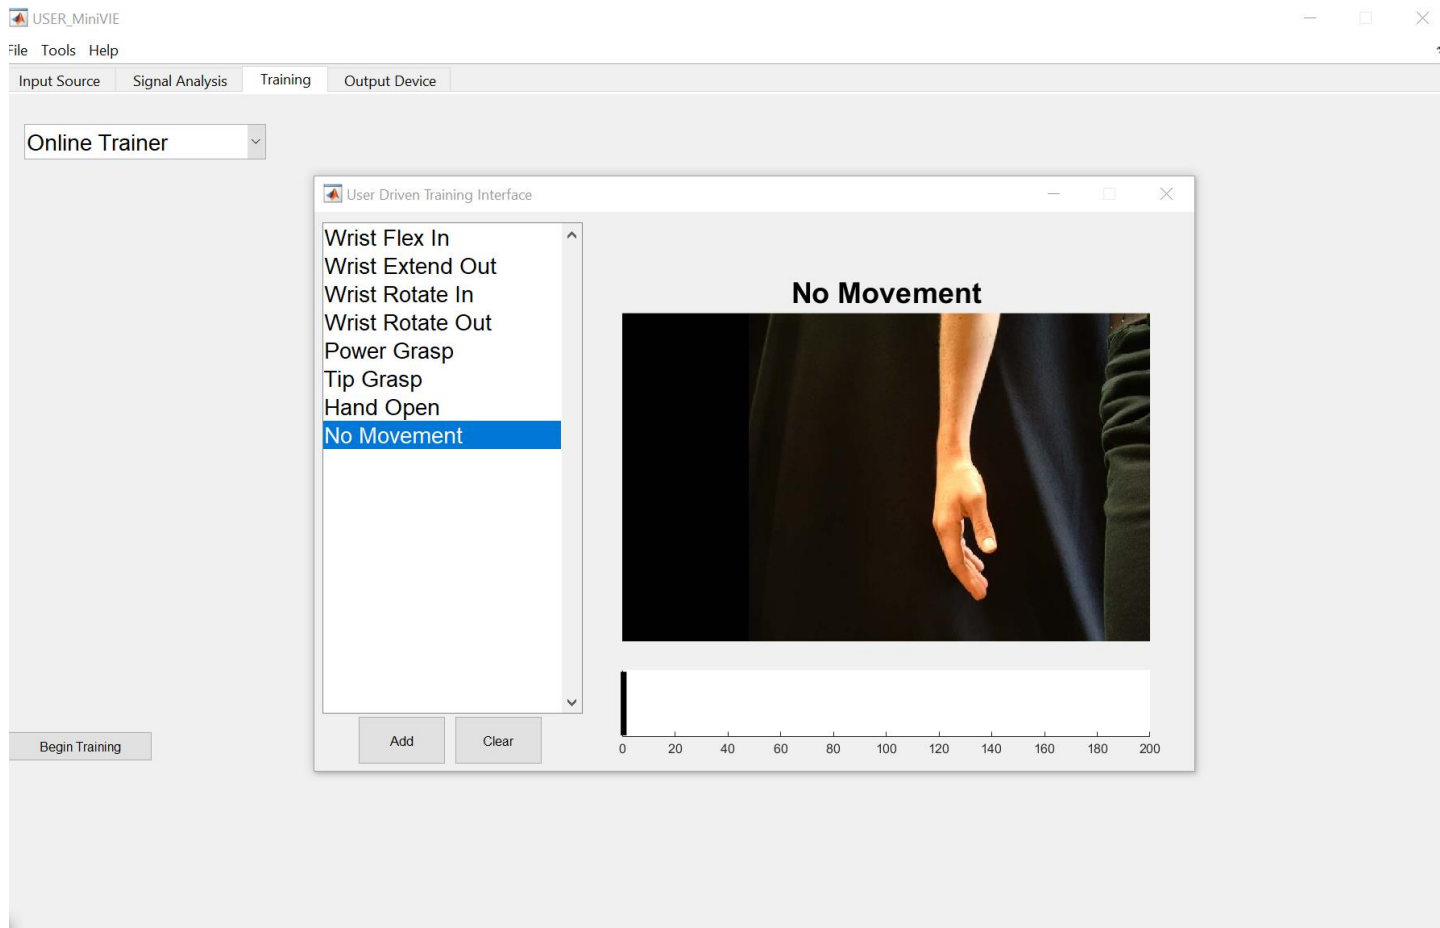 USER_MiniVIE
File Tools Help
Input Source Signal Analysis Training Output Device
Online Trainer
User Driven Training Interface
Wrist Flex In
Wrist Extend Out
Wrist Rotate In
Wrist Rotate Out
Power Grasp
Tip Grasp
Hand Open
No Movement
No Movement
Add Clear
0 20 40 60 80 100 120 140 160 180 200
Begin Training